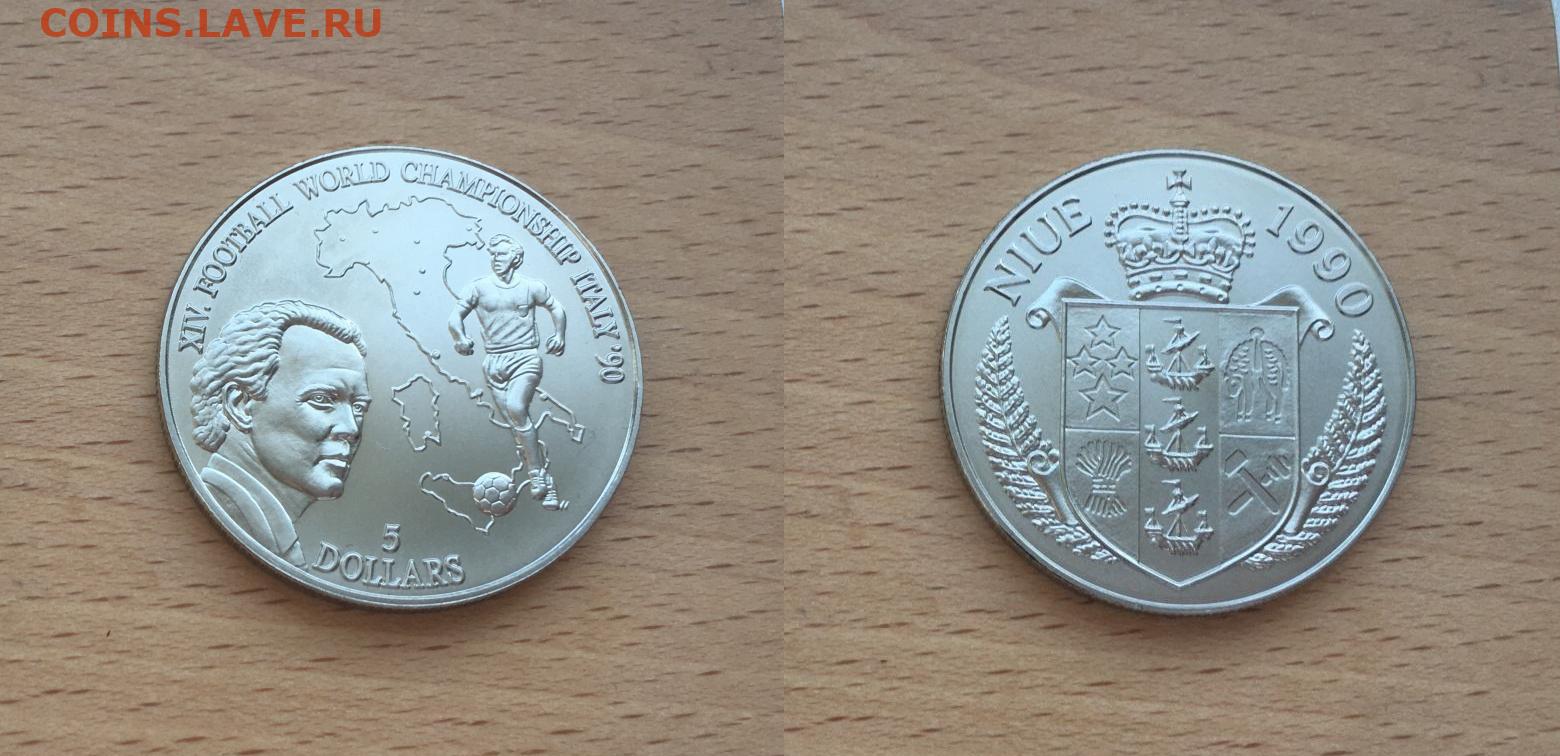 COINS.LAVE.RU
XIV. FOOTBALL WORLD CHAMPIONSHIP ITALY '90
5
DOLLARS
NIUE 1990